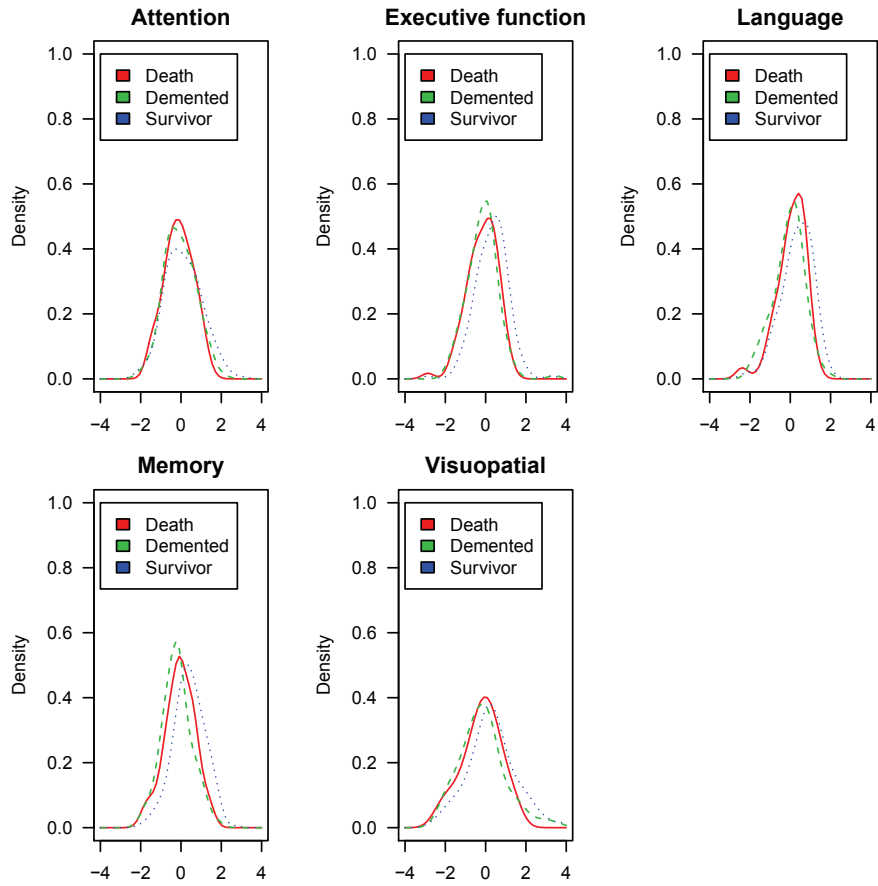 Attention
Density
1.0
0.8
0.6
0.4
0.2
0.0
Death
Demented
Survivor
−4 −2 0 2 4
Executive function
Density
1.0
0.8
0.6
0.4
0.2
0.0
Death
Demented
Survivor
−4 −2 0 2 4
Language
Density
1.0
0.8
0.6
0.4
0.2
0.0
Death
Demented
Survivor
−4 −2 0 2 4
Memory
Density
1.0
0.8
0.6
0.4
0.2
0.0
Death
Demented
Survivor
−4 −2 0 2 4
Visuopatial
Density
1.0
0.8
0.6
0.4
0.2
0.0
Death
Demented
Survivor
−4 −2 0 2 4